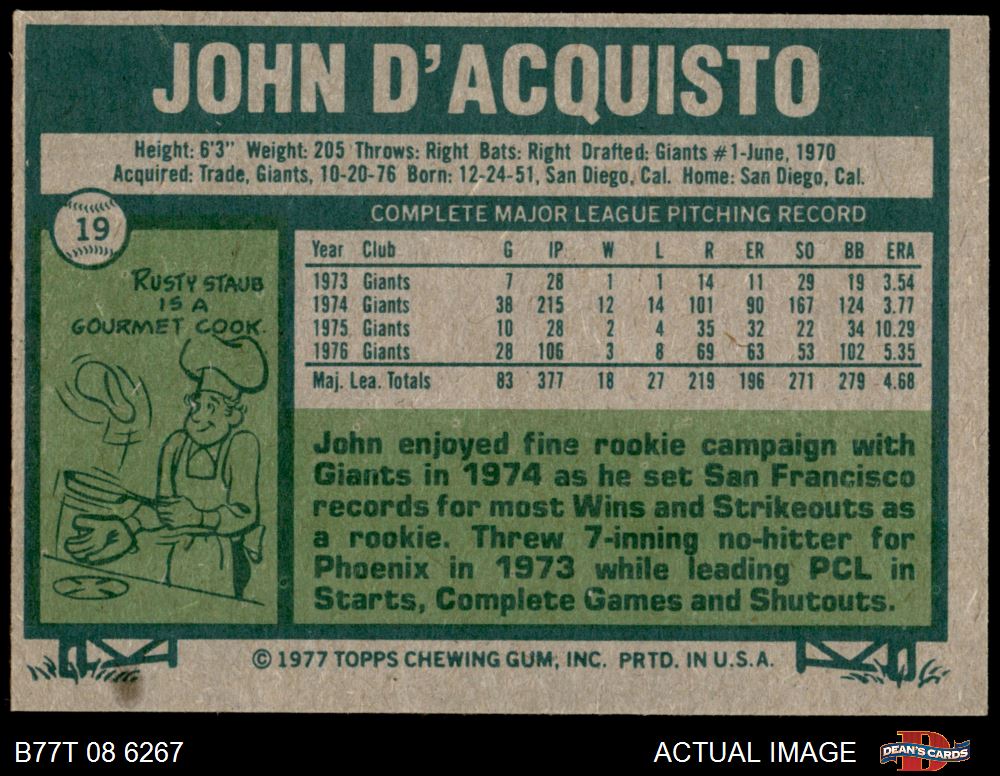 JOHN D'ACQUISTO
Height: 6'3" Weight: 205 Throws: Right Bats: Right Drafted: Giants #1-June, 1970
Acquired: Trade, Giants, 10-20-76 Born: 12-24-51, San Diego, Cal. Home: San Diego, Cal.
19
RUSTY STAUB
IS A
GOURMET COOK.
COMPLETE MAJOR LEAGUE PITCHING RECORD
Year Club G IP W L R ER SO BB ERA
1973 Giants 7 28 1 1 14 11 29 19 3.54
1974 Giants 38 215 12 14 101 90 167 124 3.77
1975 Giants 10 28 2 4 35 32 22 34 10.29
1976 Giants 28 106 3 8 69 63 53 102 5.35
Maj. Lea. Totals 83 377 18 27 219 196 271 279 4.68
John enjoyed fine rookie campaign with
Giants in 1974 as he set San Francisco
records for most Wins and Strikeouts as
a rookie. Threw 7-inning no-hitter for
Phoenix in 1973 while leading PCL in
Starts, Complete Games and Shutouts.
© 1977 TOPPS CHEWING GUM, INC. PRTD. IN U.S.A.
B77T 08 6267
ACTUAL IMAGE
D
DEAN'S CARDS